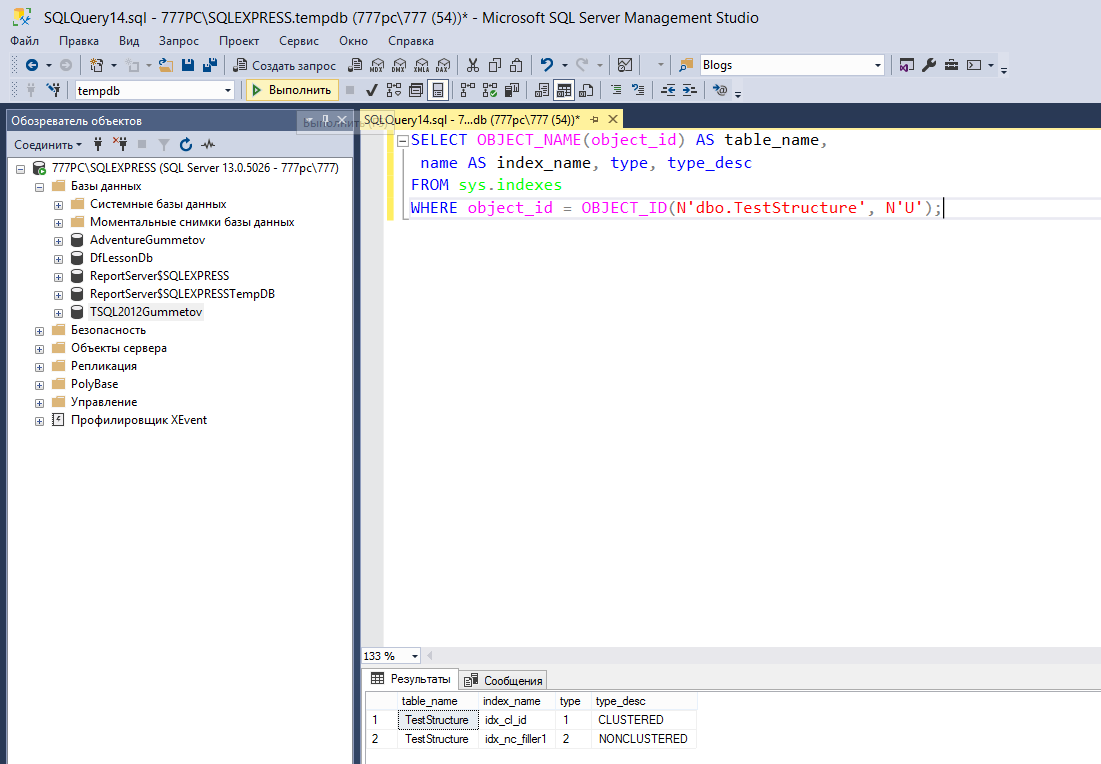 SQLQuery14.sql - 777PC\SQLEXPRESS.tempdb (777pc\777 (54))* - Microsoft SQL Server Management Studio
Файл Правка Вид Запрос Проект Сервис Окно Справка
Создать запрос MDX DMX XMLA DAX Blogs
tempdb Выполнить
Обозреватель объектов
SQLQuery14.sql - 7...db (777pc\777 (54))*
Соединить
777PC\SQLEXPRESS (SQL Server 13.0.5026 - 777pc\777)
Базы данных
Системные базы данных
Моментальные снимки базы данных
AdventureGummetov
DfLessonDb
ReportServer$SQLEXPRESS
ReportServer$SQLEXPRESSTempDB
TSQL2012Gummetov
Безопасность
Объекты сервера
Репликация
PolyBase
Управление
Профилировщик XEvent
SELECT OBJECT_NAME(object_id) AS table_name,
name AS index_name, type, type_desc
FROM sys.indexes
WHERE object_id = OBJECT_ID(N'dbo.TestStructure', N'U');
133 %
Результаты Сообщения
table_name index_name type type_desc
1 TestStructure idx_cl_id 1 CLUSTERED
2 TestStructure idx_nc_filler1 2 NONCLUSTERED